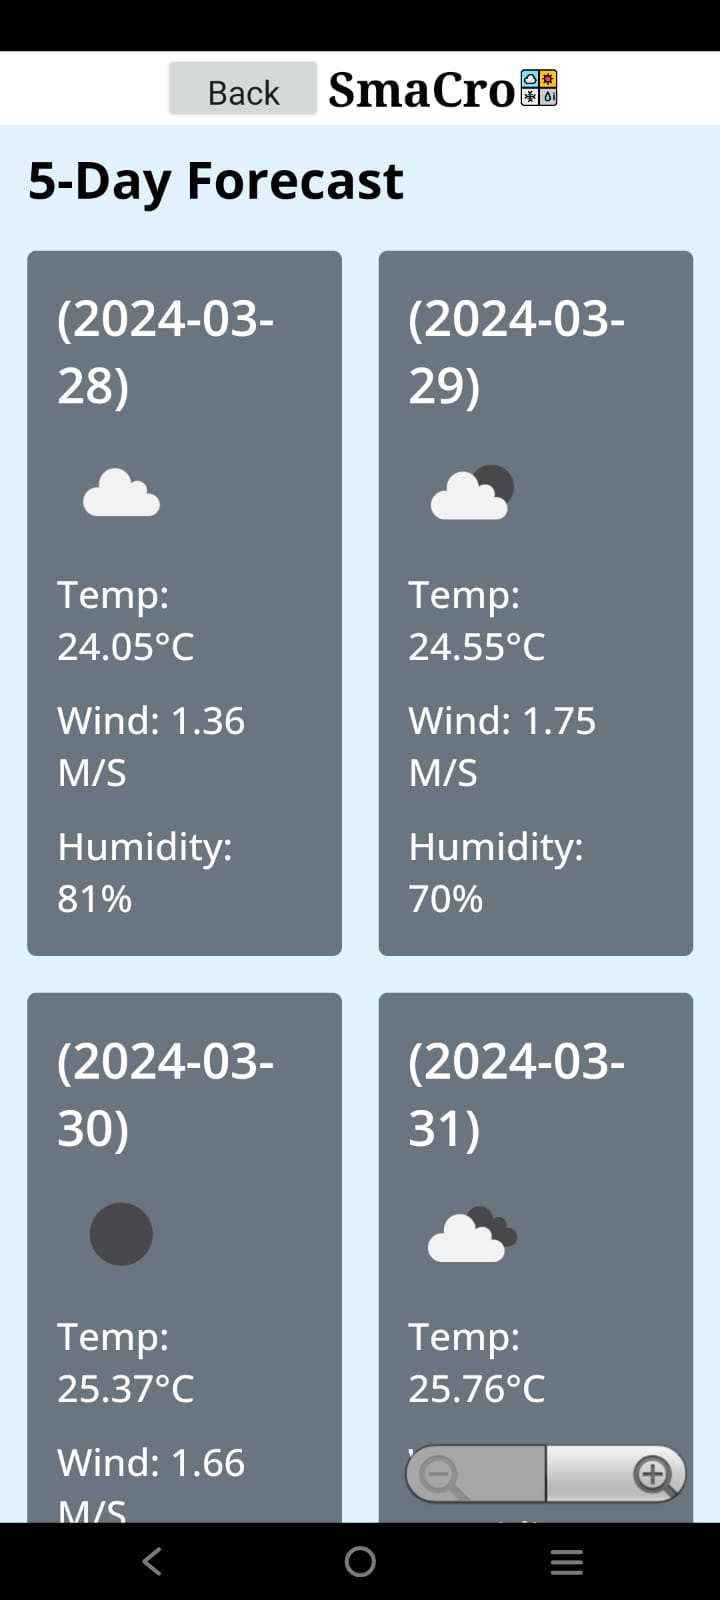 Back SmaCro
5-Day Forecast
(2024-03-
28)
Temp:
24.05°C
Wind: 1.36
M/S
Humidity:
81%
(2024-03-
29)
Temp:
24.55°C
Wind: 1.75
M/S
Humidity:
70%
(2024-03-
30)
Temp:
25.37°C
Wind: 1.66
M/S
(2024-03-
31)
Temp:
25.76°C